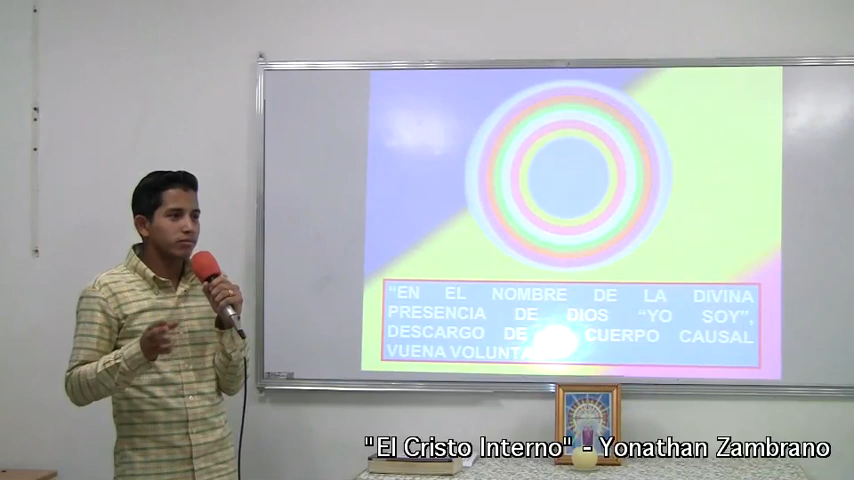 “EN EL NOMBRE DE LA DIVINA
PRESENCIA DE DIOS “YO SOY”,
DESCARGO DE CUERPO CAUSAL
VUENA
"El Cristo Interno" - Yonathan Zambrano